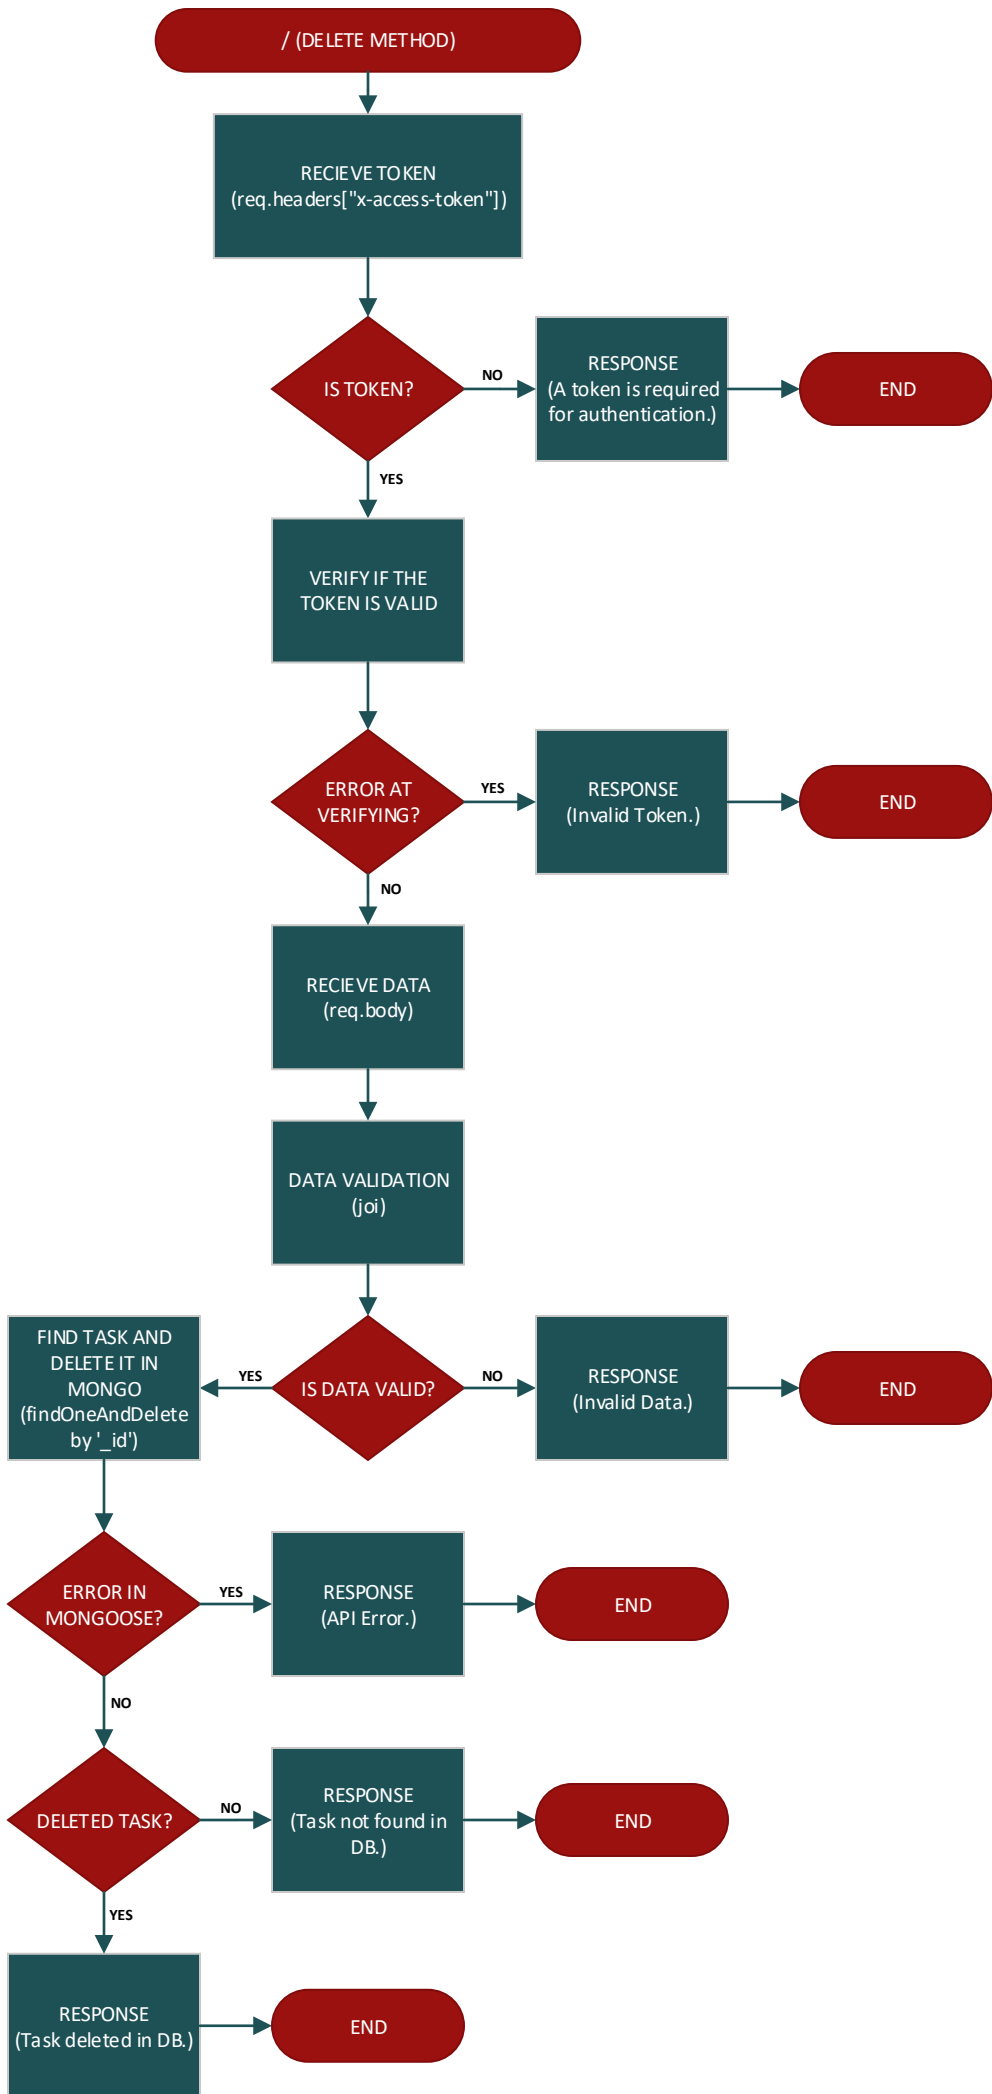 / (DELETE METHOD)
RECIEVE TOKEN
(req.headers["x-access-token"])
IS TOKEN?
NO
RESPONSE
(A token is required
for authentication.)
END
YES
VERIFY IF THE
TOKEN IS VALID
ERROR AT
VERIFYING?
YES
RESPONSE
(Invalid Token.)
END
NO
RECIEVE DATA
(req.body)
DATA VALIDATION
(joi)
IS DATA VALID?
NO
RESPONSE
(Invalid Data.)
END
YES
FIND TASK AND
DELETE IT IN
MONGO
(findOneAndDelete
by '_id')
ERROR IN
MONGOOSE?
YES
RESPONSE
(API Error.)
END
NO
DELETED TASK?
NO
RESPONSE
(Task not found in
DB.)
END
YES
RESPONSE
(Task deleted in DB.)
END